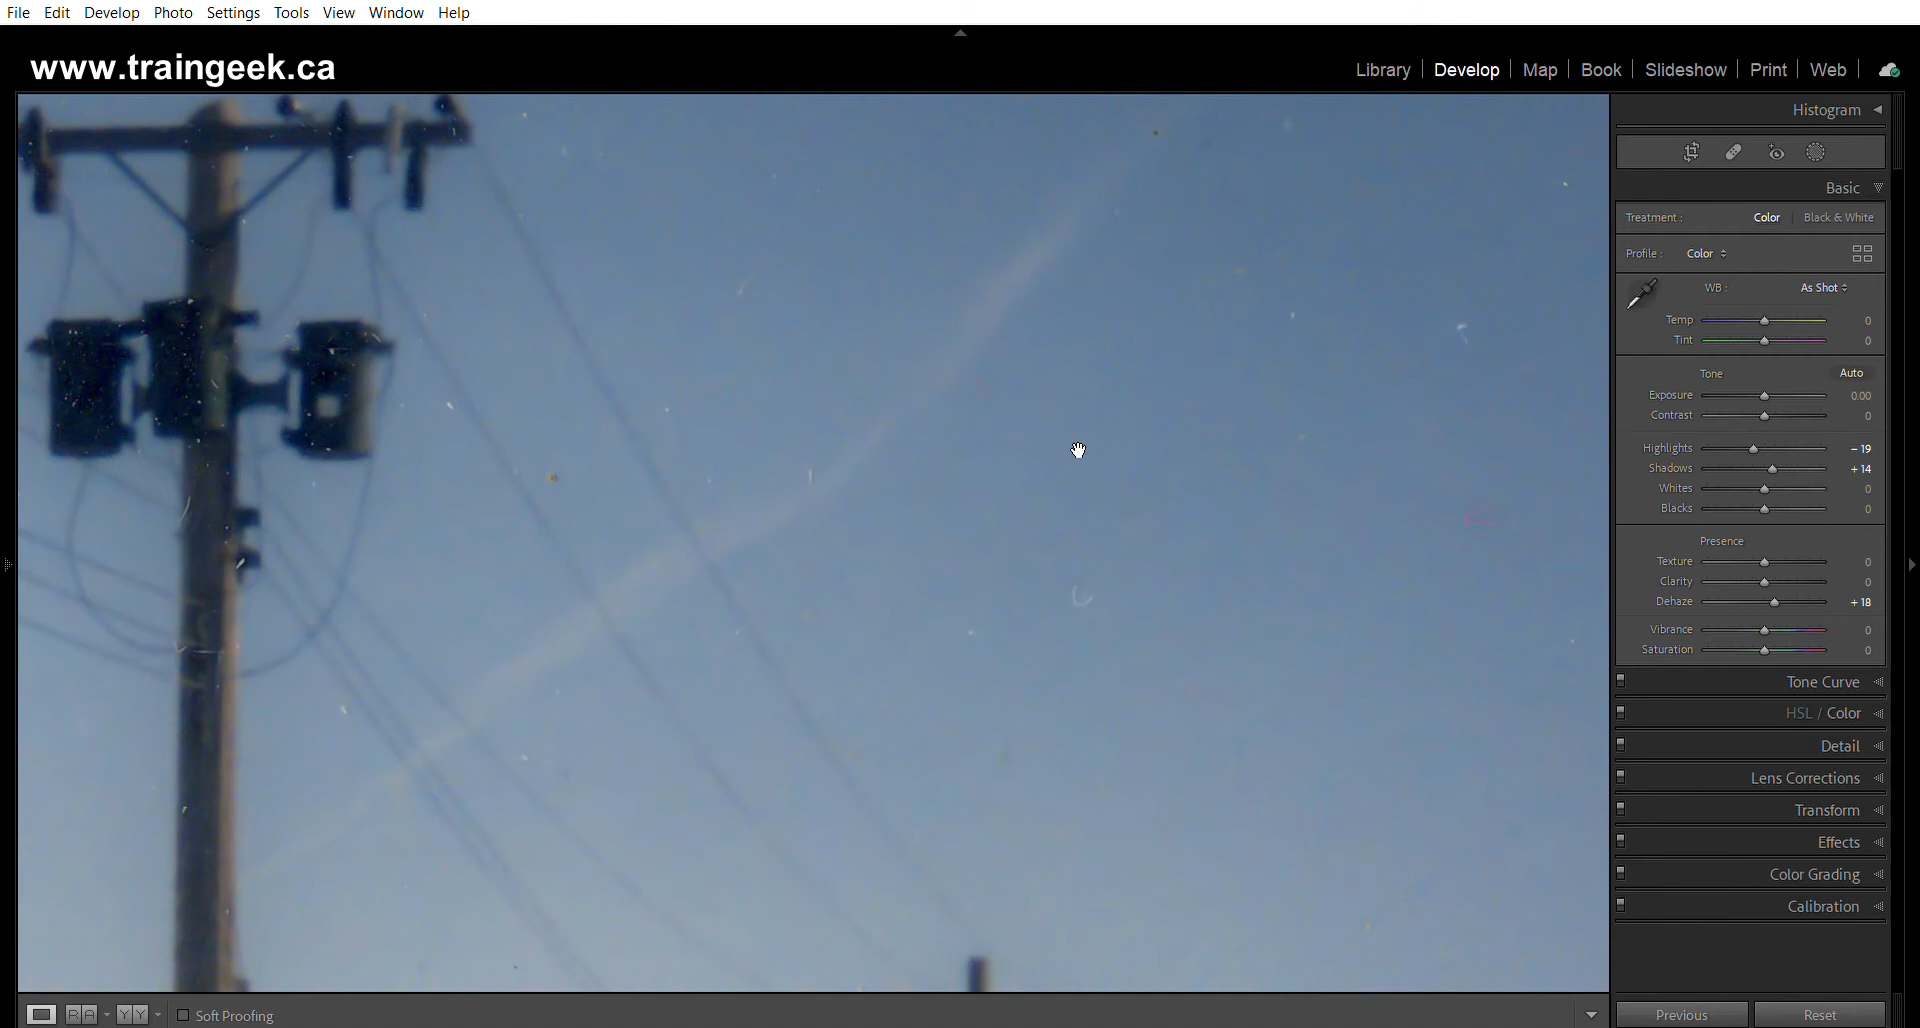 File Edit Develop Photo Settings Tools View Window Help
www.traingeek.ca
Library Develop Map Book Slideshow Print Web
Histogram
Basic
Treatment : Color Black & White
Profile : Color
WB : As Shot
Temp 0
Tint 0
Tone Auto
Exposure 0.00
Contrast 0
Highlights – 19
Shadows + 14
Whites 0
Blacks 0
Presence
Texture 0
Clarity 0
Dehaze + 18
Vibrance 0
Saturation 0
Tone Curve
HSL / Color
Detail
Lens Corrections
Transform
Effects
Color Grading
Calibration
R A Y Y Soft Proofing
Previous Reset